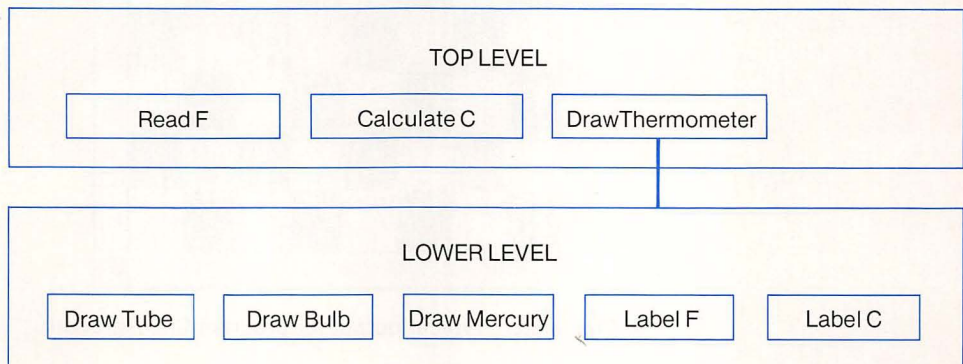 TOP LEVEL
Read F
Calculate C
DrawThermometer
LOWER LEVEL
Draw Tube
Draw Bulb
Draw Mercury
Label F
Label C